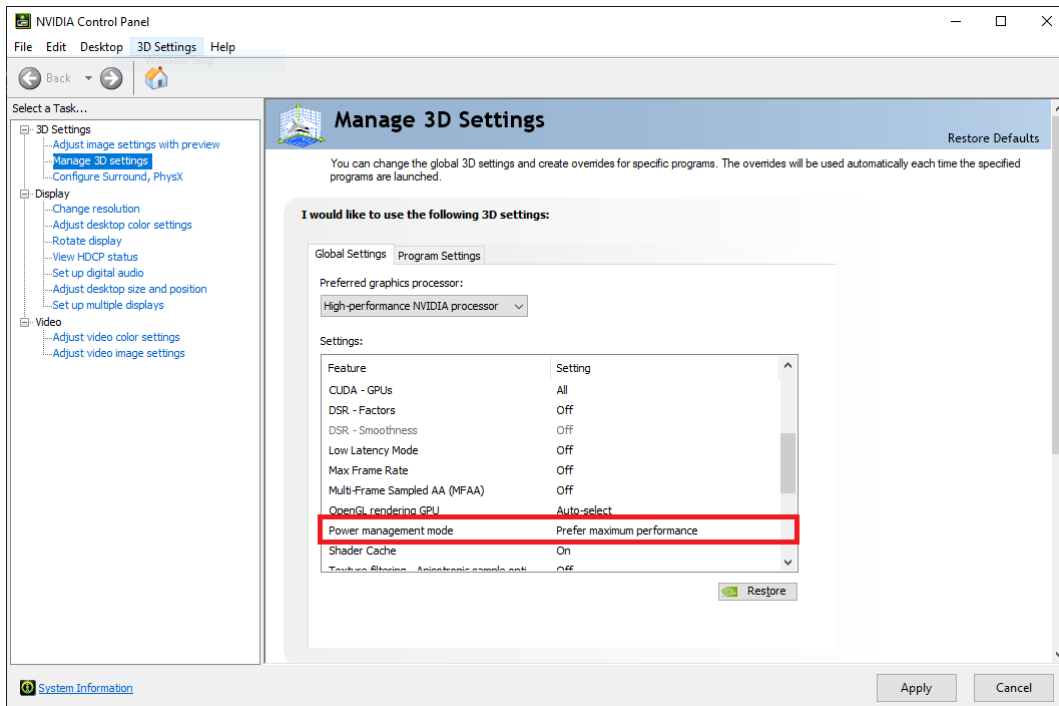 NVIDIA Control Panel
File Edit Desktop 3D Settings Help
Window Snip
Back
Select a Task...
3D Settings
Adjust image settings with preview
Manage 3D settings
Configure Surround, PhysX
Display
Change resolution
Adjust desktop color settings
Rotate display
View HDCP status
Set up digital audio
Adjust desktop size and position
Set up multiple displays
Video
Adjust video color settings
Adjust video image settings
System Information
Manage 3D Settings
Restore Defaults
You can change the global 3D settings and create overrides for specific programs. The overrides will be used automatically each time the specified
programs are launched.
I would like to use the following 3D settings:
Global Settings Program Settings
Preferred graphics processor:
High-performance NVIDIA processor
Settings:
Feature Setting
CUDA - GPUs All
DSR - Factors Off
DSR - Smoothness Off
Low Latency Mode Off
Max Frame Rate Off
Multi-Frame Sampled AA (MFAA) Off
OpenGL rendering GPU Auto-select
Power management mode Prefer maximum performance
Shader Cache On
Texture filtering - Anisotropic sample opti... Off
Restore
Apply Cancel